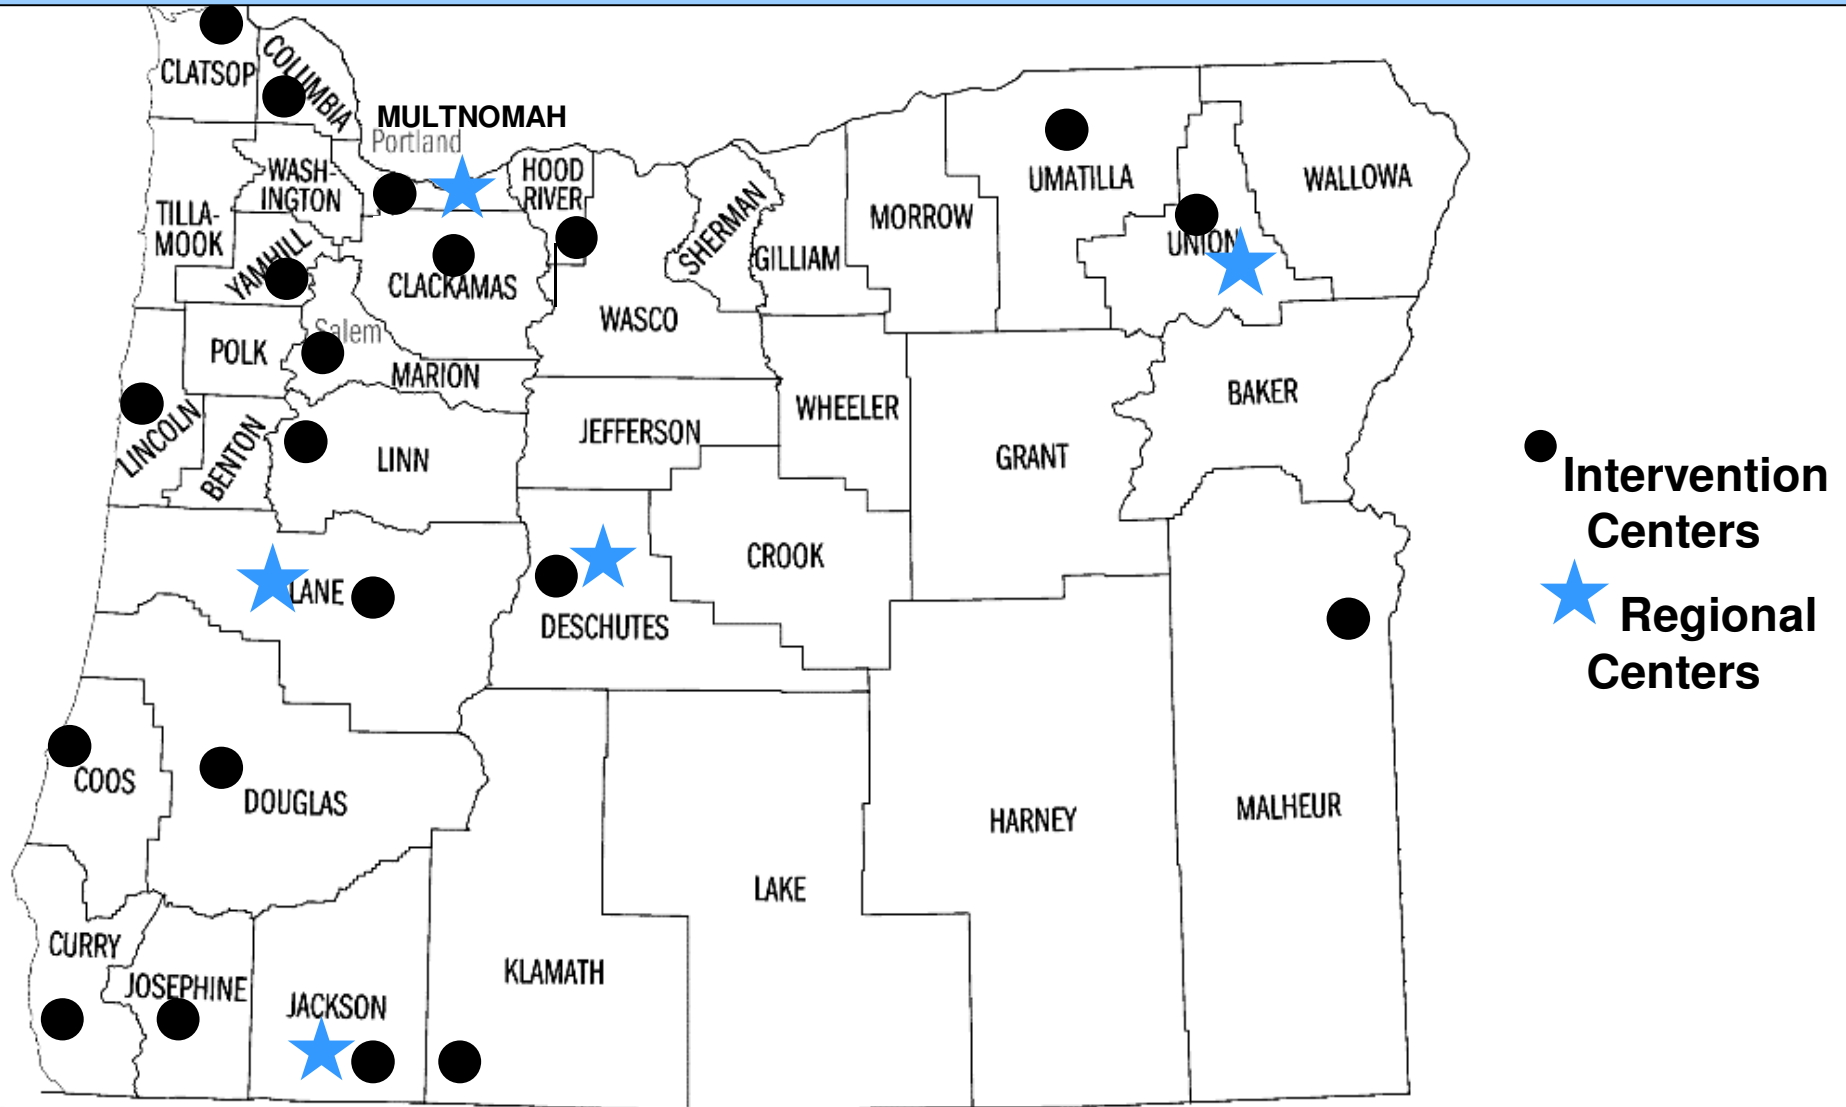 CLATSOP
COLUMBIA
MULTNOMAH
Portland
WASH-
INGTON
HOOD
RIVER
TILLA-
MOOK
YAMHILL
CLACKAMAS
SHERMAN
GILLIAM
MORROW
UMATILLA
UNION
WALLOWA
WASCO
Salem
POLK
MARION
LINCOLN
BENTON
LINN
JEFFERSON
WHEELER
GRANT
BAKER
LANE
DESCHUTES
CROOK
COOS
DOUGLAS
HARNEY
MALHEUR
LAKE
CURRY
JOSEPHINE
JACKSON
KLAMATH
Intervention
Centers
Regional
Centers